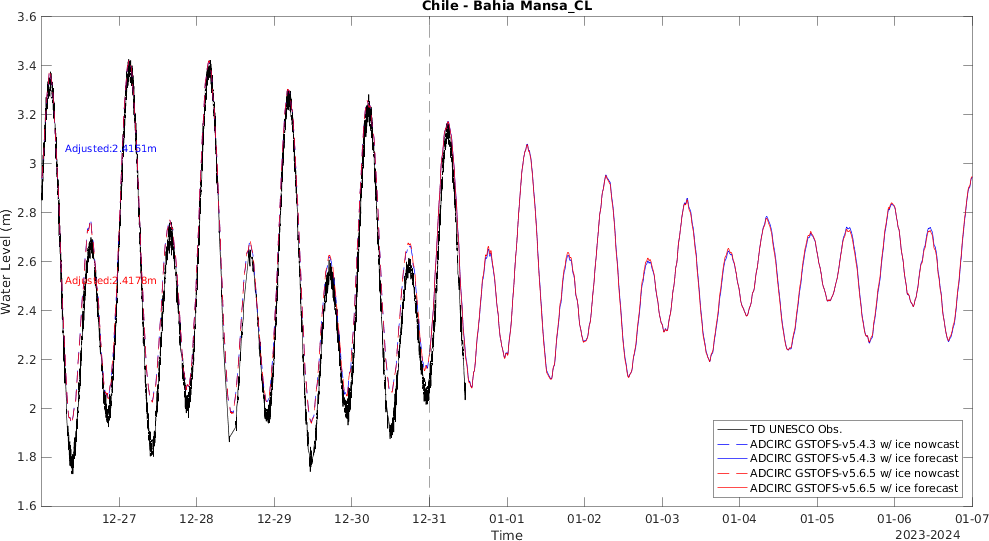 Chile - Bahia Mansa_CL
3.6
3.4
3.2
3
2.8
2.6
2.4
2.2
2
1.8
1.6
Water Level (m)
Adjusted:2.4161m
Adjusted:2.4178m
TD UNESCO Obs.
ADCIRC GSTOFS-v5.4.3 w/ ice nowcast
ADCIRC GSTOFS-v5.4.3 w/ ice forecast
ADCIRC GSTOFS-v5.6.5 w/ ice nowcast
ADCIRC GSTOFS-v5.6.5 w/ ice forecast
12-27 12-28 12-29 12-30 12-31 01-01 01-02 01-03 01-04 01-05 01-06 01-07
Time
2023-2024